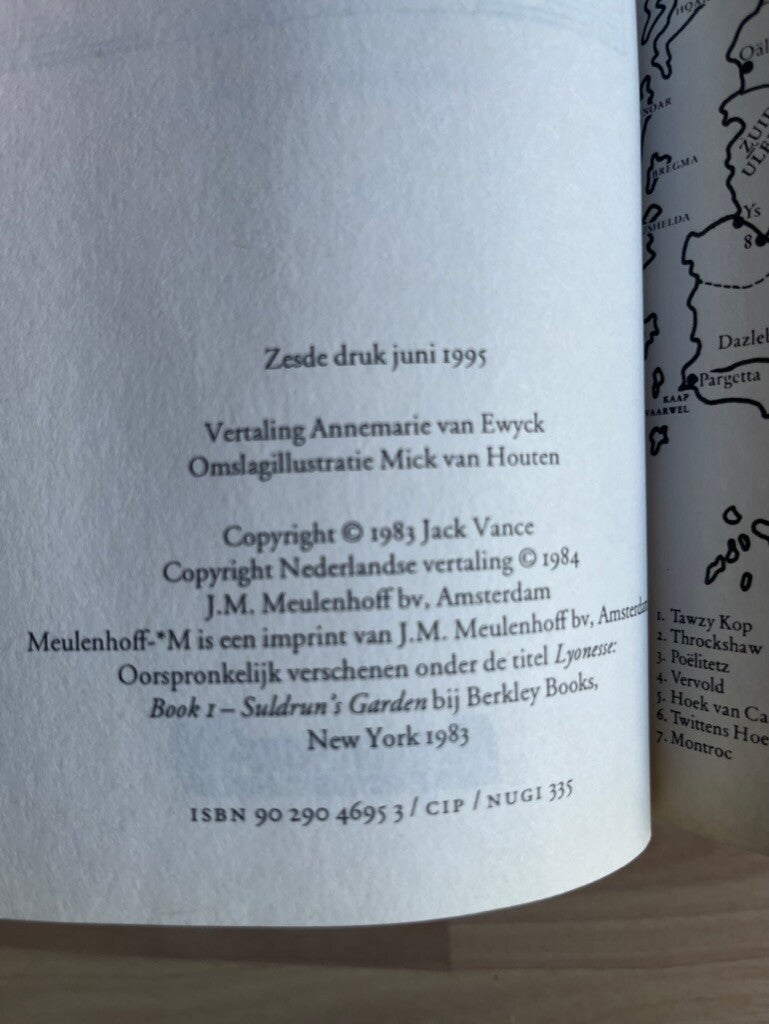 Zesde druk juni 1995
Vertaling Annemarie van Ewyck
Omslagillustratie Mick van Houten
Copyright © 1983 Jack Vance
Copyright Nederlandse vertaling © 1984
J.M. Meulenhoff bv, Amsterdam
Meulenhoff-*M is een imprint van J.M. Meulenhoff bv, Amsterdam
Oorspronkelijk verschenen onder de titel Lyonesse:
Book 1 – Suldrun's Garden bij Berkley Books,
New York 1983
ISBN 90 290 4695 3 / CIP / NUGI 335
BREGMA
Ys
8
Pargetta
KAAP
1. Tawzy Kop
2. Throckshaw
3. Poëlitetz
4. Vervold
5. Hoek van Ca
6. Twittens Hoe
7. Montroc